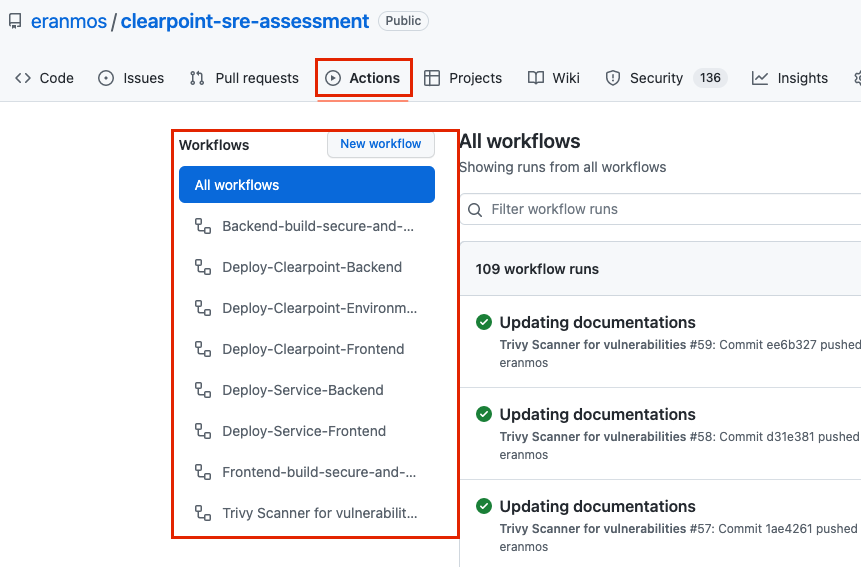 eranmos / clearpoint-sre-assessment Public
Code Issues Pull requests Actions Projects Wiki Security 136 Insights
Workflows New workflow
All workflows
Backend-build-secure-and-...
Deploy-Clearpoint-Backend
Deploy-Clearpoint-Environm...
Deploy-Clearpoint-Frontend
Deploy-Service-Backend
Deploy-Service-Frontend
Frontend-build-secure-and-...
Trivy Scanner for vulnerabilit...
All workflows
Showing runs from all workflows
Filter workflow runs
109 workflow runs
Updating documentations
Trivy Scanner for vulnerabilities #59: Commit ee6b327 pushed
eranmos
Updating documentations
Trivy Scanner for vulnerabilities #58: Commit d31e381 pushed
eranmos
Updating documentations
Trivy Scanner for vulnerabilities #57: Commit 1ae4261 pushed
eranmos